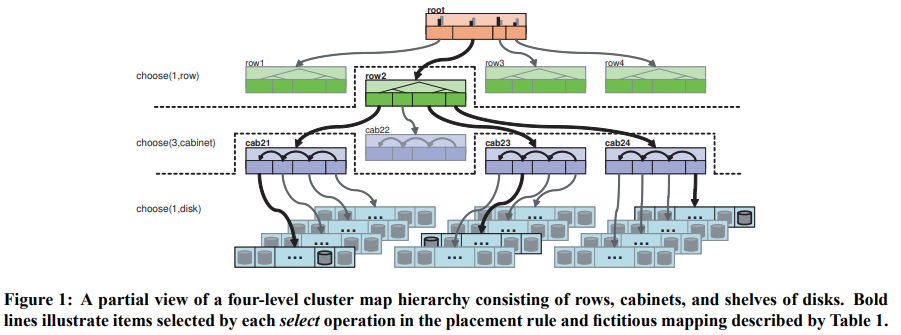 root
row1
row3
row4
choose(1,row)
row2
cab22
choose(3,cabinet)
cab21
cab23
cab24
choose(1,disk)
...
...
...
...
...
...
...
...
...
...
...
...
Figure 1: A partial view of a four-level cluster map hierarchy consisting of rows, cabinets, and shelves of disks. Bold
lines illustrate items selected by each select operation in the placement rule and fictitious mapping described by Table 1.